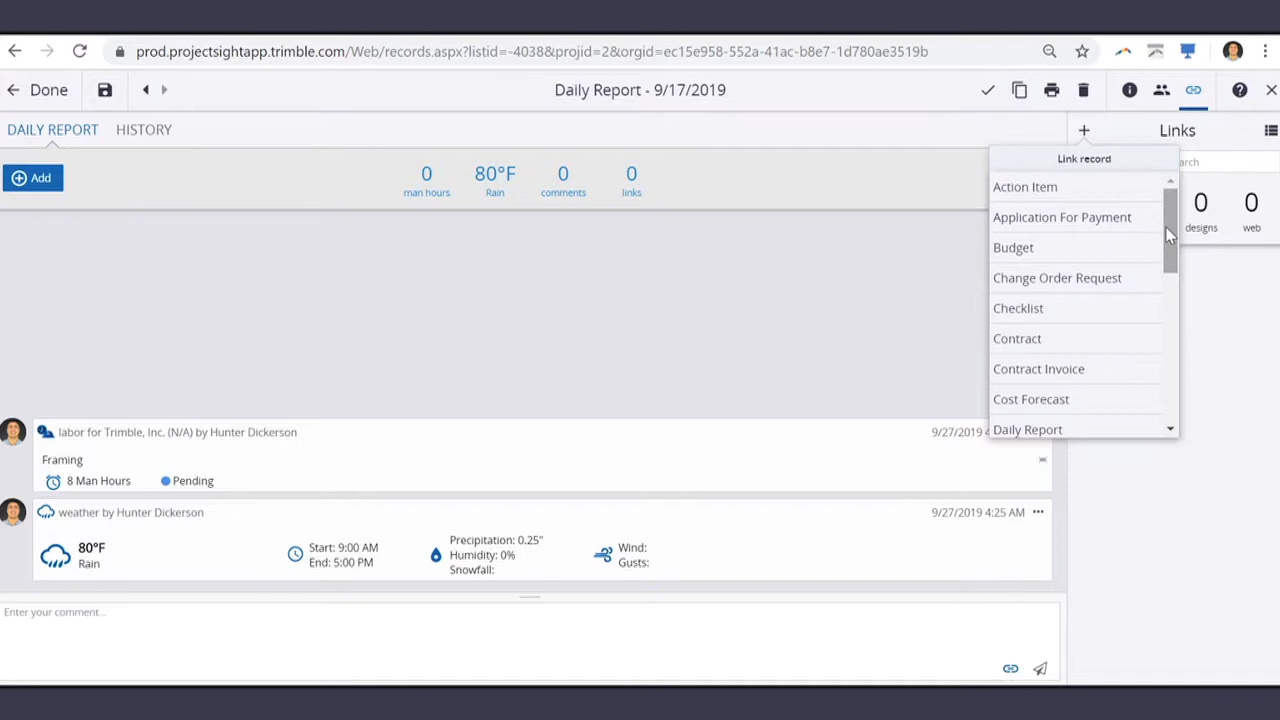 prod.projectsightapp.trimble.com/Web/records.aspx?listid=-4038&projid=2&orgid=ec15e958-552a-41ac-b8e7-1d780ae3519b
Done
Daily Report - 9/17/2019
DAILY REPORT
HISTORY
Links
Add
0
man hours
80°F
Rain
0
comments
0
links
Link record
Action Item
Application For Payment
Budget
Change Order Request
Checklist
Contract
Contract Invoice
Cost Forecast
Daily Report
0
designs
0
web
labor for Trimble, Inc. (N/A) by Hunter Dickerson
9/27/2019
Framing
8 Man Hours
Pending
weather by Hunter Dickerson
9/27/2019 4:25 AM
80°F
Rain
Start: 9:00 AM
End: 5:00 PM
Precipitation: 0.25"
Humidity: 0%
Snowfall:
Wind:
Gusts:
Enter your comment...